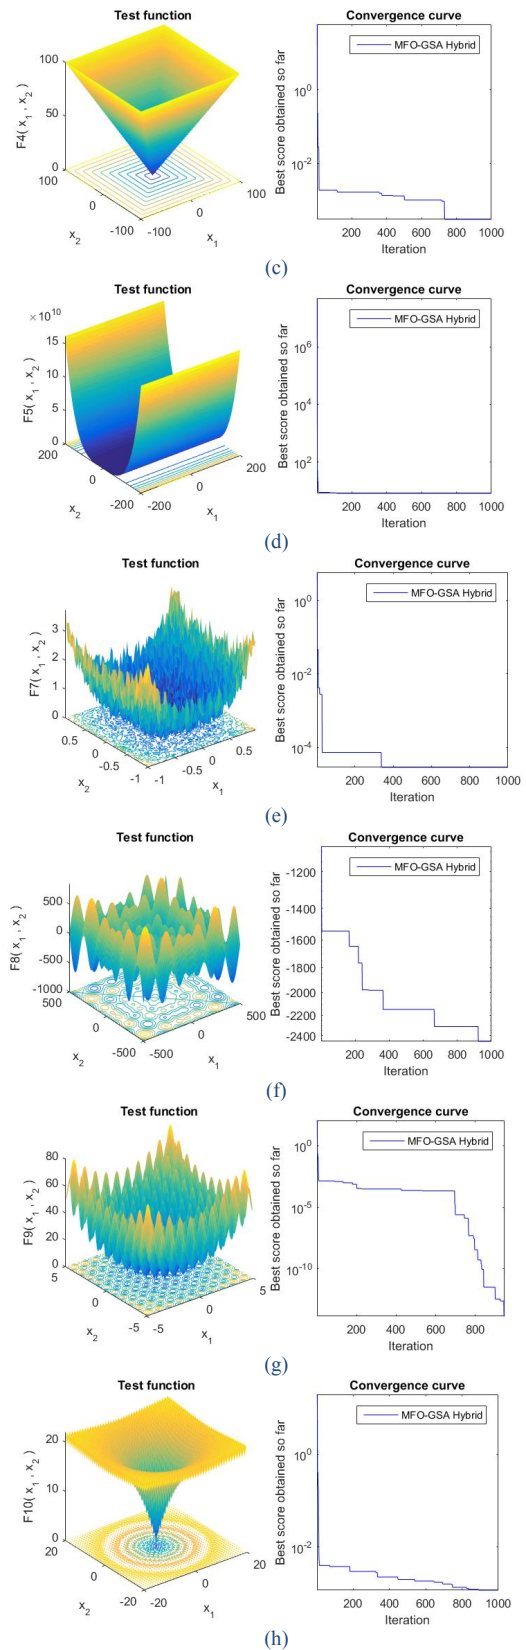 Test function
Convergence curve
100
50
0
F4( x1 , x2 )
100
0
-100
x2
-100
0
100
x1
MFO-GSA Hybrid
10^0
10^-2
Best score obtained so far
200 400 600 800 1000
Iteration
(c)
Test function
Convergence curve
× 10^10
15
10
5
0
F5( x1 , x2 )
200
0
-200
x2
-200
0
200
x1
MFO-GSA Hybrid
10^6
10^4
10^2
Best score obtained so far
200 400 600 800 1000
Iteration
(d)
Test function
Convergence curve
3
2
1
0
F7( x1 , x2 )
0.5
0
-0.5
-1
x2
-1
-0.5
0
0.5
x1
MFO-GSA Hybrid
10^0
10^-2
10^-4
Best score obtained so far
200 400 600 800 1000
Iteration
(e)
Test function
Convergence curve
500
0
-500
-1000
F8( x1 , x2 )
500
0
-500
x2
-500
0
500
x1
MFO-GSA Hybrid
-1200
-1400
-1600
-1800
-2000
-2200
-2400
Best score obtained so far
200 400 600 800 1000
Iteration
(f)
Test function
Convergence curve
80
60
40
20
0
F9( x1 , x2 )
5
0
-5
x2
-5
0
5
x1
MFO-GSA Hybrid
10^0
10^-5
10^-10
Best score obtained so far
200 400 600 800
Iteration
(g)
Test function
Convergence curve
20
15
10
5
0
F10( x1 , x2 )
20
0
-20
x2
-20
0
20
x1
MFO-GSA Hybrid
10^0
10^-2
Best score obtained so far
200 400 600 800 1000
Iteration
(h)